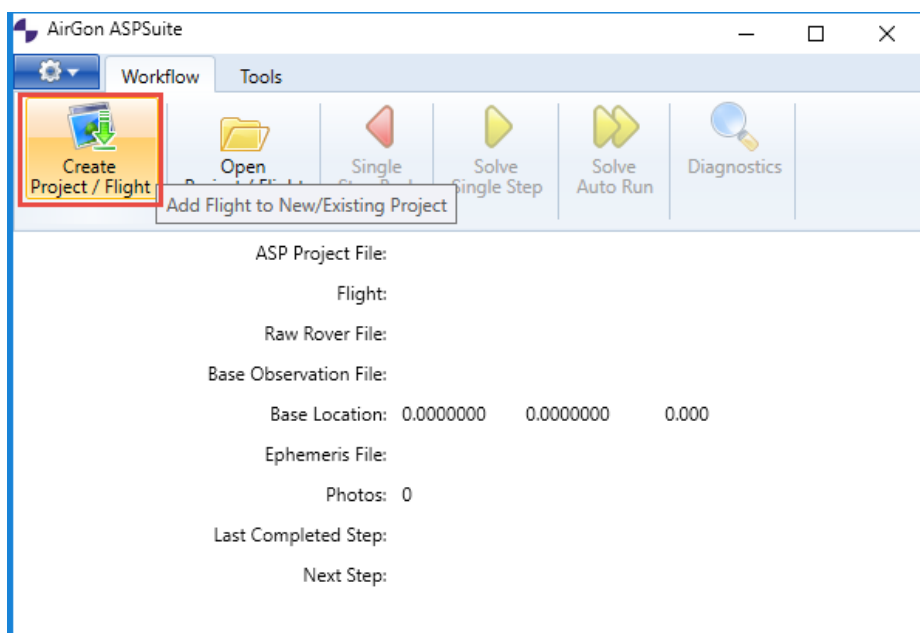 AirGon ASPSuite
Workflow Tools
Create
Project / Flight
Open
Single
Solve
Single Step
Solve
Auto Run
Diagnostics
Add Flight to New/Existing Project
ASP Project File:
Flight:
Raw Rover File:
Base Observation File:
Base Location: 0.0000000 0.0000000 0.000
Ephemeris File:
Photos: 0
Last Completed Step:
Next Step: